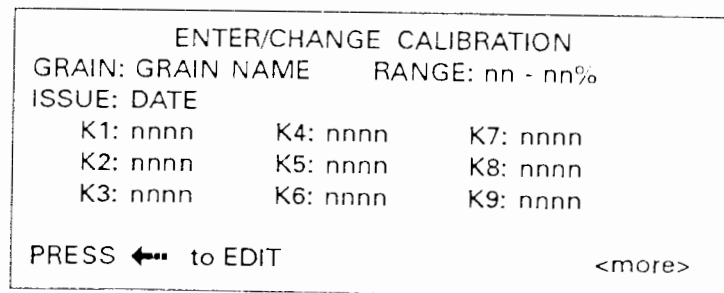 ENTER/CHANGE CALIBRATION
GRAIN: GRAIN NAME RANGE: nn - nn%
ISSUE: DATE
K1: nnnn K4: nnnn K7: nnnn
K2: nnnn K5: nnnn K8: nnnn
K3: nnnn K6: nnnn K9: nnnn
PRESS ← to EDIT <more>